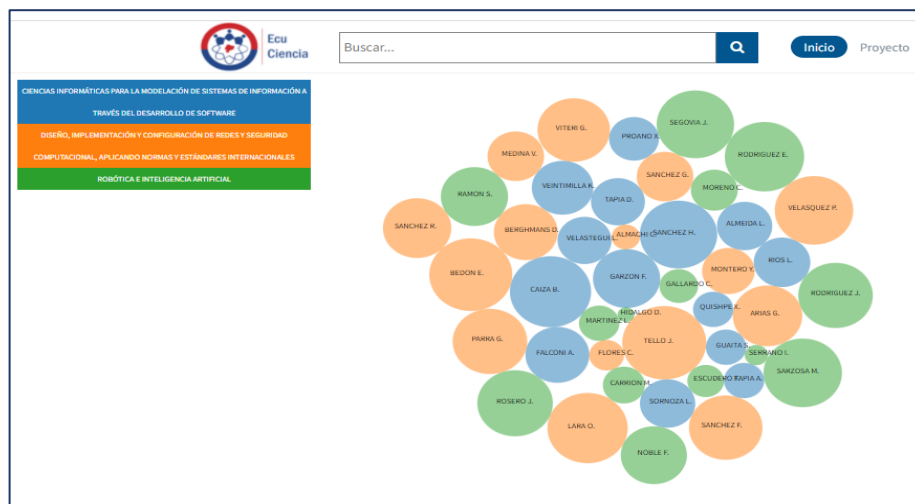 Ecu
Ciencia
Buscar...
Inicio
Proyecto
CIENCIAS INFORMÁTICAS PARA LA MODELACIÓN DE SISTEMAS DE INFORMACIÓN A
TRAVÉS DEL DESARROLLO DE SOFTWARE
DISEÑO, IMPLEMENTACIÓN Y CONFIGURACIÓN DE REDES Y SEGURIDAD
COMPUTACIONAL, APLICANDO NORMAS Y ESTÁNDARES INTERNACIONALES
ROBÓTICA E INTELIGENCIA ARTIFICIAL
SEGOVIA J.
VITERI G.
PROANO X.
MEDINA V.
RODRIGUEZ E.
SANCHEZ G.
VEINTIMILLA K.
MORENO C.
RAMON S.
TAPIA D.
VELASQUEZ P.
SANCHEZ R.
BERGHMANS D.
VELASTEGUI L.
ALMACHI
SANCHEZ H.
ALMEIDA L.
RIOS L.
BEDON E.
GARZON F.
MONTERO Y.
CAIZA B.
GALLARDO C.
RODRIGUEZ J.
QUISHPE X.
HIDALGO D.
ARIAS G.
MARTINEZ
PARRA G.
TELLO J.
GUAITA S.
FALCONI A.
FLORES C.
SERRANO I.
SARZOSA M.
CARRION M.
ESCUDERO
TAPIA A.
ROSERO J.
SORNOZA L.
LARA O.
SANCHEZ F.
NOBLE F.